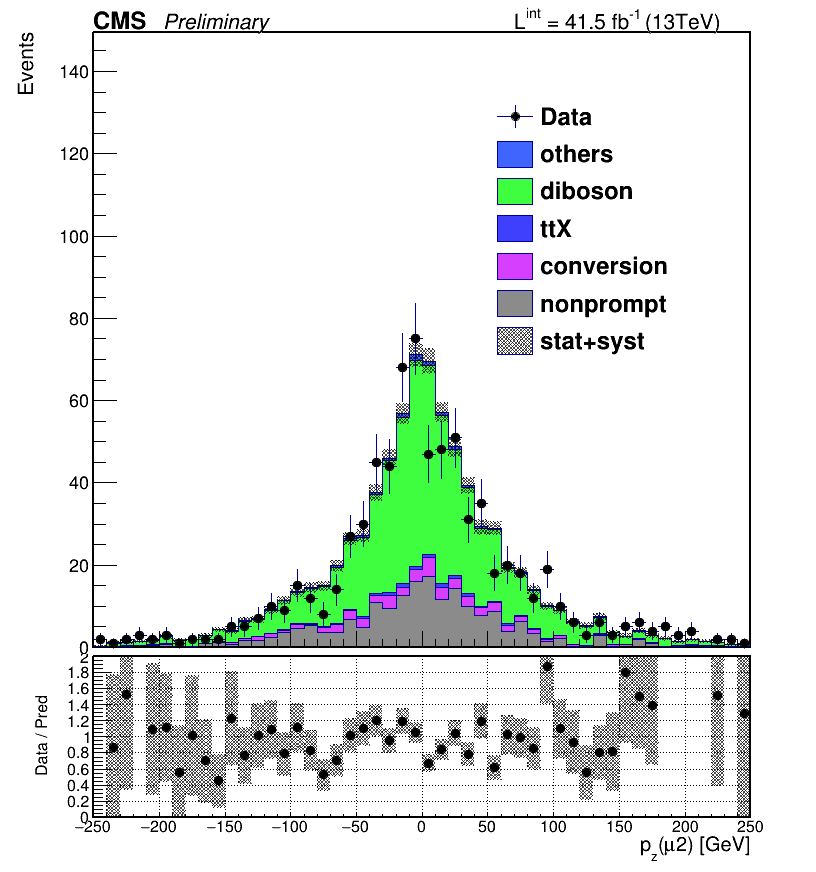 CMS Preliminary L^int = 41.5 fb^-1 (13TeV)
Events
140
120
100
80
60
40
20
0
Data
others
diboson
ttX
conversion
nonprompt
stat+syst
Data / Pred
2
1.8
1.6
1.4
1.2
1
0.8
0.6
0.4
0.2
0
−250 −200 −150 −100 −50 0 50 100 150 200 250
p_z(μ2) [GeV]